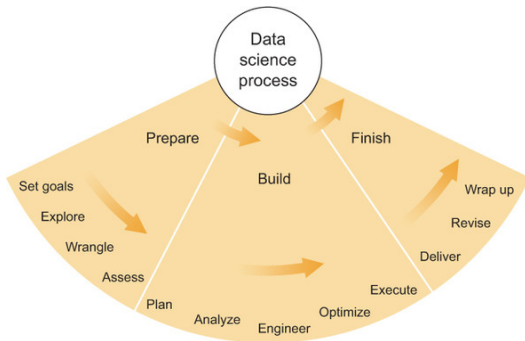 Data
science
process
Prepare
Finish
Build
Set goals
Explore
Wrangle
Assess
Plan
Analyze
Engineer
Optimize
Execute
Deliver
Revise
Wrap up